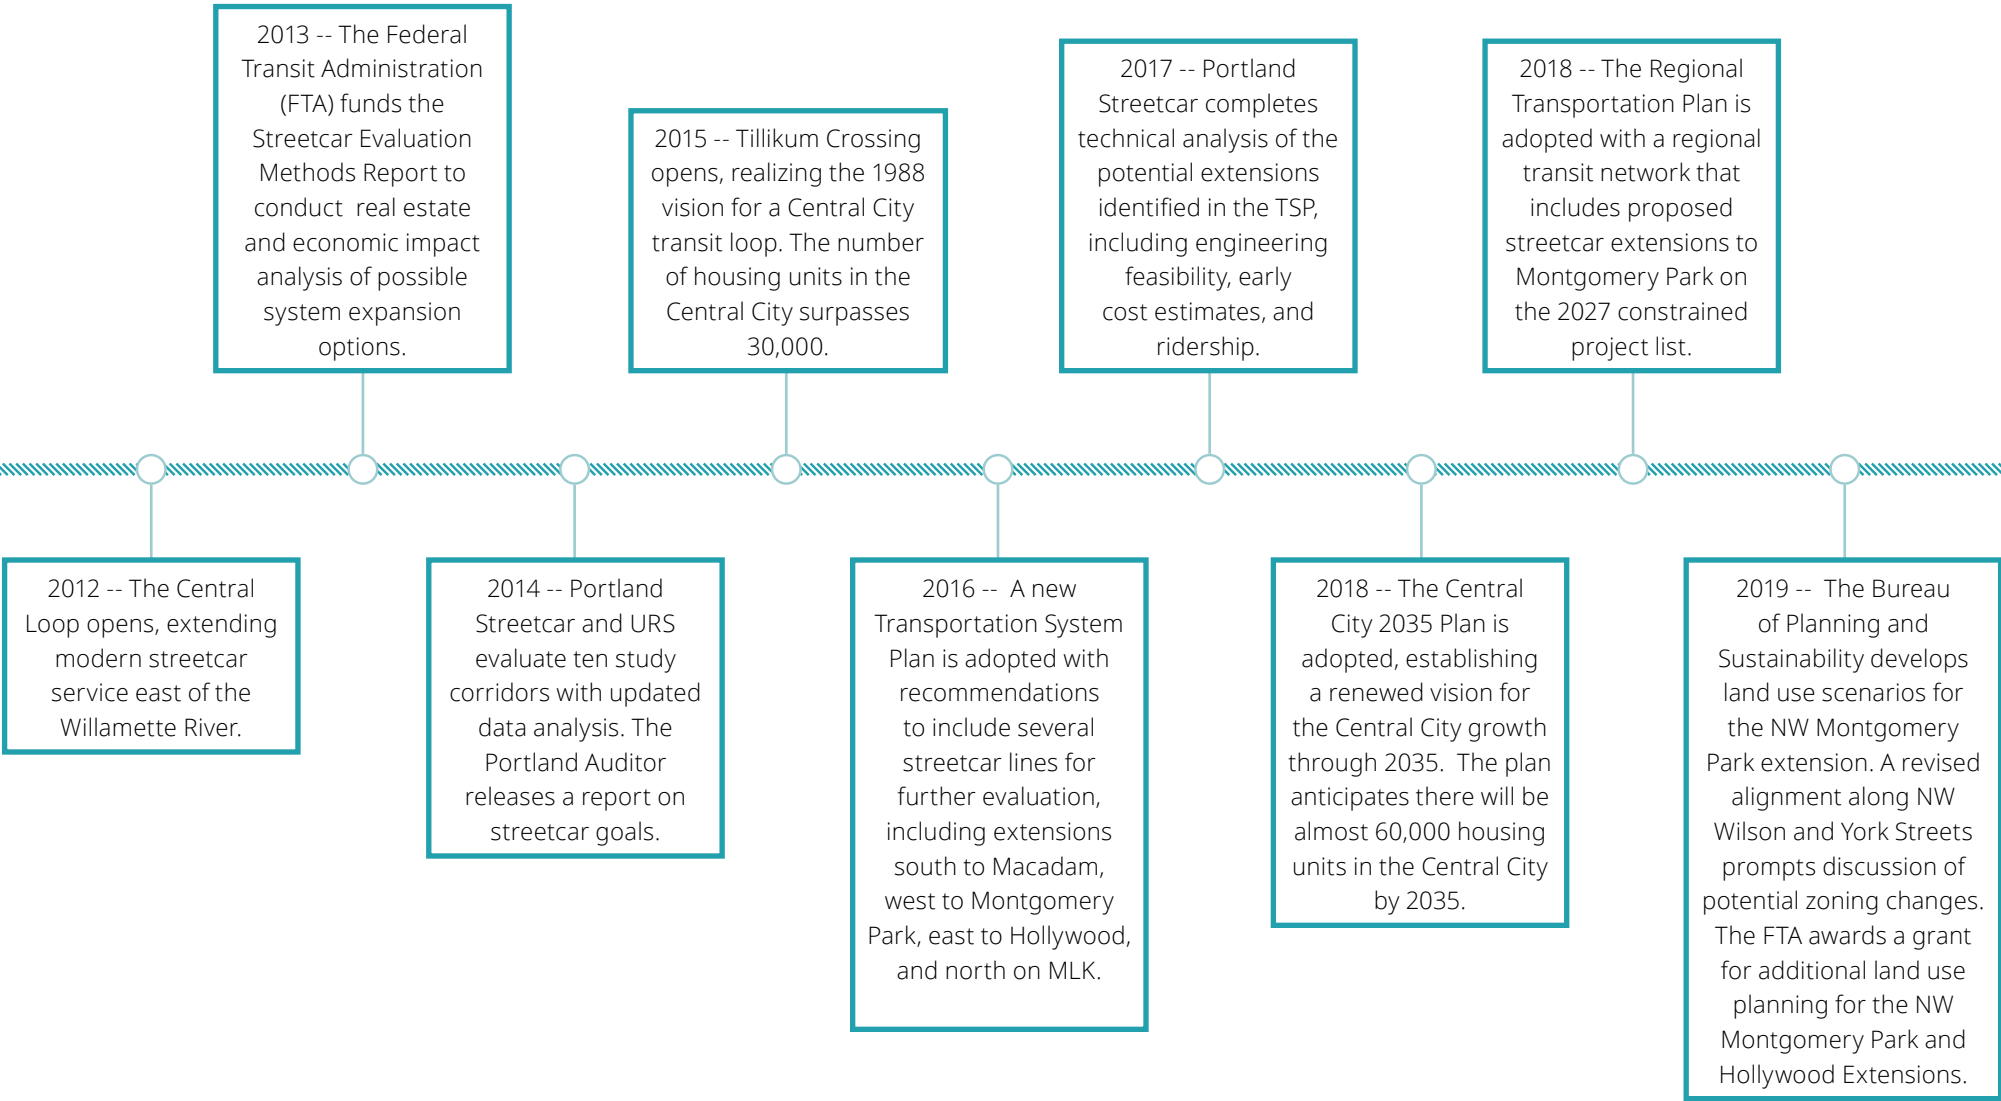 2012 -- The Central
Loop opens, extending
modern streetcar
service east of the
Willamette River.
2013 -- The Federal
Transit Administration
(FTA) funds the
Streetcar Evaluation
Methods Report to
conduct  real estate
and economic impact
analysis of possible
system expansion
options.
2014 -- Portland
Streetcar and URS
evaluate ten study
corridors with updated
data analysis. The
Portland Auditor
releases a report on
streetcar goals.
2015 -- Tillikum Crossing
opens, realizing the 1988
vision for a Central City
transit loop. The number
of housing units in the
Central City surpasses
30,000.
2016 --  A new
Transportation System
Plan is adopted with
recommendations
to include several
streetcar lines for
further evaluation,
including extensions
south to Macadam,
west to Montgomery
Park, east to Hollywood,
and north on MLK.
2017 -- Portland
Streetcar completes
technical analysis of the
potential extensions
identified in the TSP,
including engineering
feasibility, early
cost estimates, and
ridership.
2018 -- The Central
City 2035 Plan is
adopted, establishing
a renewed vision for
the Central City growth
through 2035.  The plan
anticipates there will be
almost 60,000 housing
units in the Central City
by 2035.
2018 -- The Regional
Transportation Plan is
adopted with a regional
transit network that
includes proposed
streetcar extensions to
Montgomery Park on
the 2027 constrained
project list.
2019 --  The Bureau
of Planning and
Sustainability develops
land use scenarios for
the NW Montgomery
Park extension. A revised
alignment along NW
Wilson and York Streets
prompts discussion of
potential zoning changes.
The FTA awards a grant
for additional land use
planning for the NW
Montgomery Park and
Hollywood Extensions.